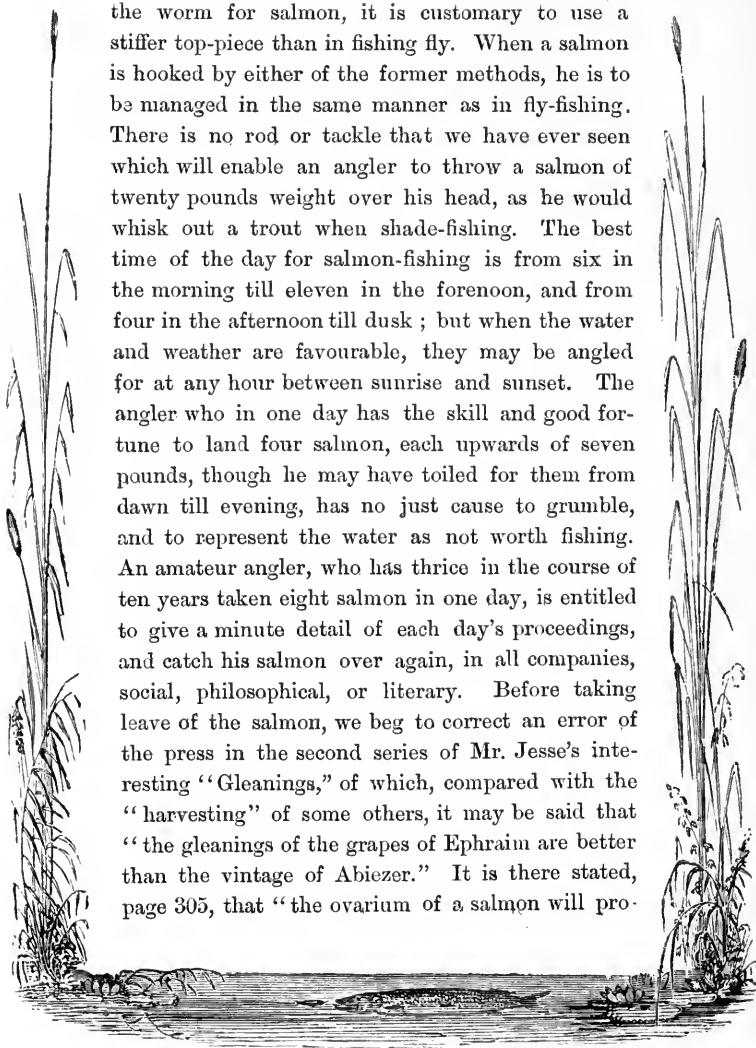 the worm for salmon, it is customary to use a
stiffer top-piece than in fishing fly. When a salmon
is hooked by either of the former methods, he is to
be managed in the same manner as in fly-fishing.
There is no rod or tackle that we have ever seen
which will enable an angler to throw a salmon of
twenty pounds weight over his head, as he would
whisk out a trout when shade-fishing. The best
time of the day for salmon-fishing is from six in
the morning till eleven in the forenoon, and from
four in the afternoon till dusk ; but when the water
and weather are favourable, they may be angled
for at any hour between sunrise and sunset. The
angler who in one day has the skill and good for-
tune to land four salmon, each upwards of seven
pounds, though he may have toiled for them from
dawn till evening, has no just cause to grumble,
and to represent the water as not worth fishing.
An amateur angler, who has thrice in the course of
ten years taken eight salmon in one day, is entitled
to give a minute detail of each day's proceedings,
and catch his salmon over again, in all companies,
social, philosophical, or literary. Before taking
leave of the salmon, we beg to correct an error of
the press in the second series of Mr. Jesse's inte-
resting "Gleanings," of which, compared with the
"harvesting" of some others, it may be said that
"the gleanings of the grapes of Ephraim are better
than the vintage of Abiezer." It is there stated,
page 305, that "the ovarium of a salmon will pro-